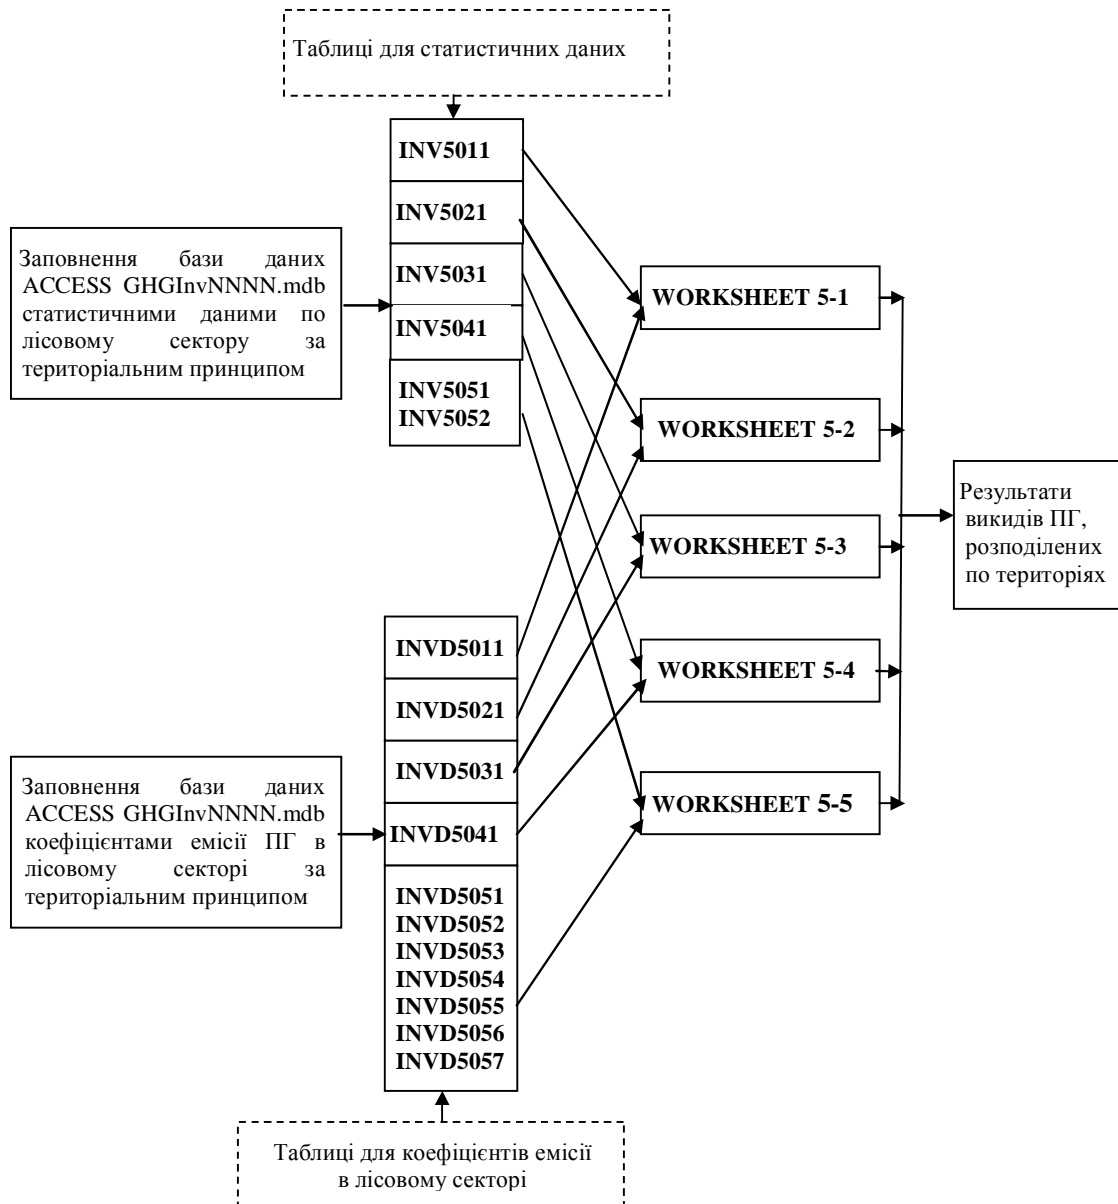 Таблиці для статистичних даних
INV5011
INV5021
INV5031
INV5041
INV5051
INV5052
Заповнення бази даних
ACCESS GHGInvNNNN.mdb
статистичними даними по
лісовому сектору за
територіальним принципом
WORKSHEET 5-1
WORKSHEET 5-2
WORKSHEET 5-3
WORKSHEET 5-4
WORKSHEET 5-5
Результати
викидів ПГ,
розподілених
по територіях
INVD5011
INVD5021
INVD5031
INVD5041
INVD5051
INVD5052
INVD5053
INVD5054
INVD5055
INVD5056
INVD5057
Заповнення бази даних
ACCESS GHGInvNNNN.mdb
коефіцієнтами емісії ПГ в
лісовому секторі за
територіальним принципом
Таблиці для коефіцієнтів емісії
в лісовому секторі